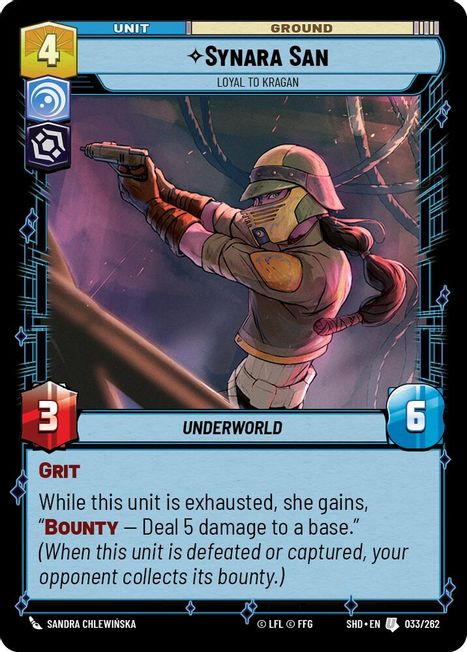 UNIT GROUND
4
✧SYNARA SAN
LOYAL TO KRAGAN
3
UNDERWORLD
6
GRIT
While this unit is exhausted, she gains,
“BOUNTY — Deal 5 damage to a base.”
(When this unit is defeated or captured, your
opponent collects its bounty.)
SANDRA CHLEWIŃSKA © LFL © FFG SHD•EN U 033/262